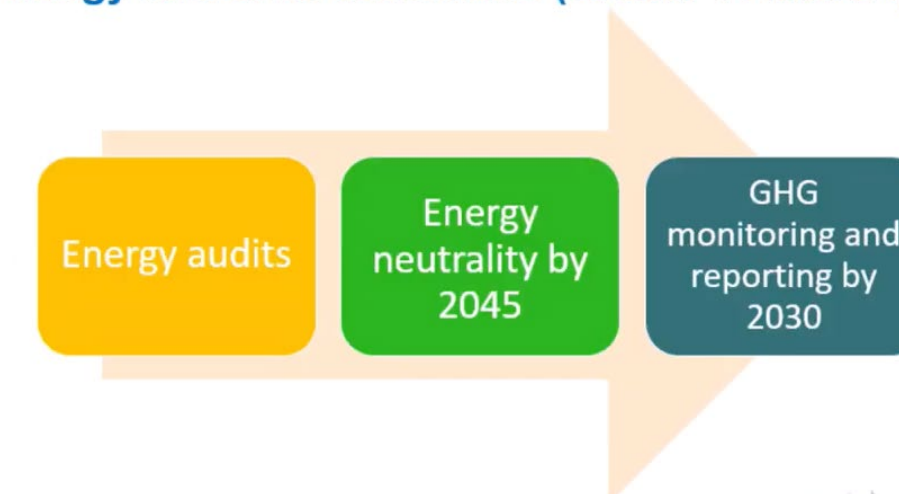 Energy audits
Energy
neutrality by
2045
GHG
monitoring and
reporting by
2030